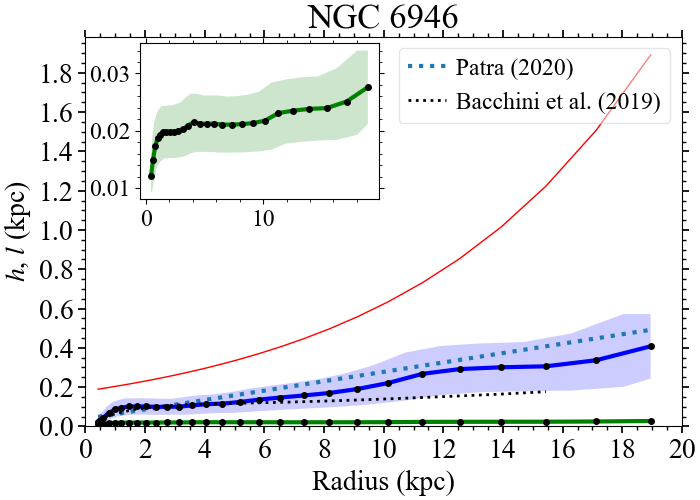 NGC 6946
h, l (kpc)
1.8
1.6
1.4
1.2
1.0
0.8
0.6
0.4
0.2
0.0
0.03
0.02
0.01
0
10
Patra (2020)
Bacchini et al. (2019)
0 2 4 6 8 10 12 14 16 18 20
Radius (kpc)